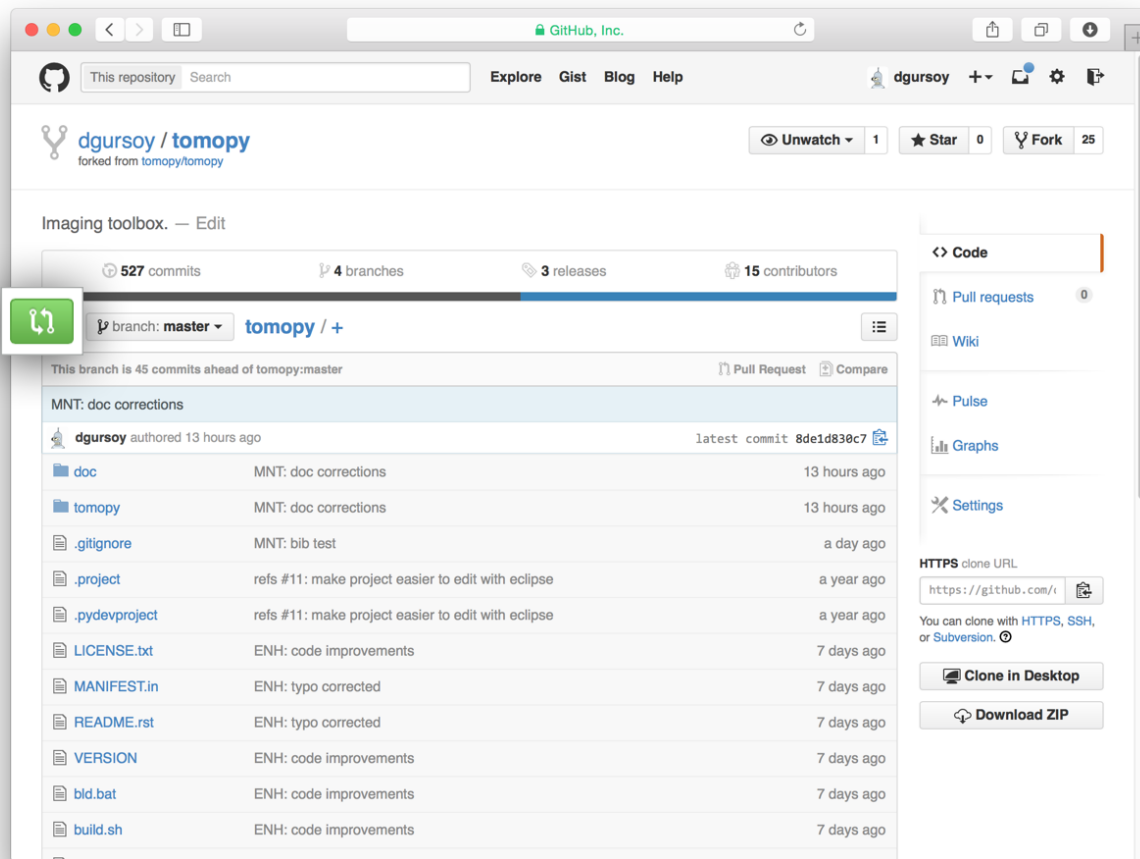 GitHub, Inc.
This repository Search Explore Gist Blog Help dgursoy
dgursoy / tomopy
forked from tomopy/tomopy
Unwatch 1 Star 0 Fork 25
Imaging toolbox. — Edit
527 commits 4 branches 3 releases 15 contributors
branch: master tomopy / +
This branch is 45 commits ahead of tomopy:master Pull Request Compare
MNT: doc corrections
dgursoy authored 13 hours ago latest commit 8de1d830c7
doc MNT: doc corrections 13 hours ago
tomopy MNT: doc corrections 13 hours ago
.gitignore MNT: bib test a day ago
.project refs #11: make project easier to edit with eclipse a year ago
.pydevproject refs #11: make project easier to edit with eclipse a year ago
LICENSE.txt ENH: code improvements 7 days ago
MANIFEST.in ENH: typo corrected 7 days ago
README.rst ENH: typo corrected 7 days ago
VERSION ENH: code improvements 7 days ago
bld.bat ENH: code improvements 7 days ago
build.sh ENH: code improvements 7 days ago
Code
Pull requests 0
Wiki
Pulse
Graphs
Settings
HTTPS clone URL
https://github.com/
You can clone with HTTPS, SSH,
or Subversion.
Clone in Desktop
Download ZIP